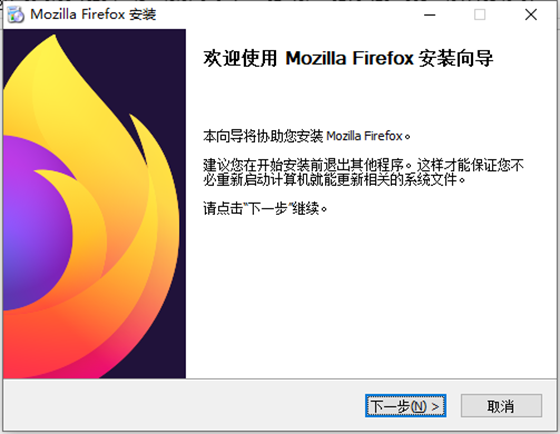 Mozilla Firefox 安装
欢迎使用 Mozilla Firefox 安装向导
本向导将协助您安装 Mozilla Firefox。
建议您在开始安装前退出其他程序。这样才能保证您不
必重新启动计算机就能更新相关的系统文件。
请点击“下一步”继续。
下一步(N) >
取消